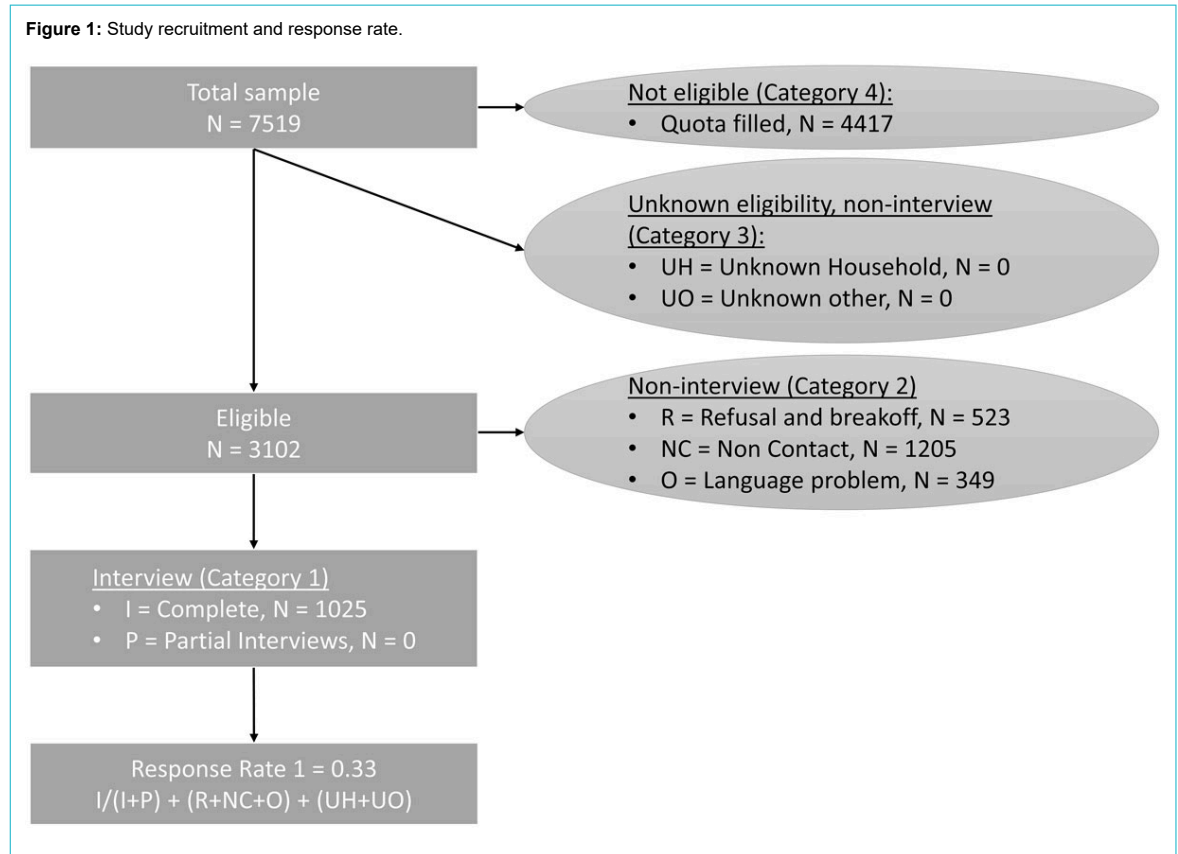 Figure 1: Study recruitment and response rate.
Total sample
N = 7519
Not eligible (Category 4):
• Quota filled, N = 4417
Unknown eligibility, non-interview
(Category 3):
• UH = Unknown Household, N = 0
• UO = Unknown other, N = 0
Eligible
N = 3102
Non-interview (Category 2)
• R = Refusal and breakoff, N = 523
• NC = Non Contact, N = 1205
• O = Language problem, N = 349
Interview (Category 1)
• I = Complete, N = 1025
• P = Partial Interviews, N = 0
Response Rate 1 = 0.33
I/(I+P) + (R+NC+O) + (UH+UO)